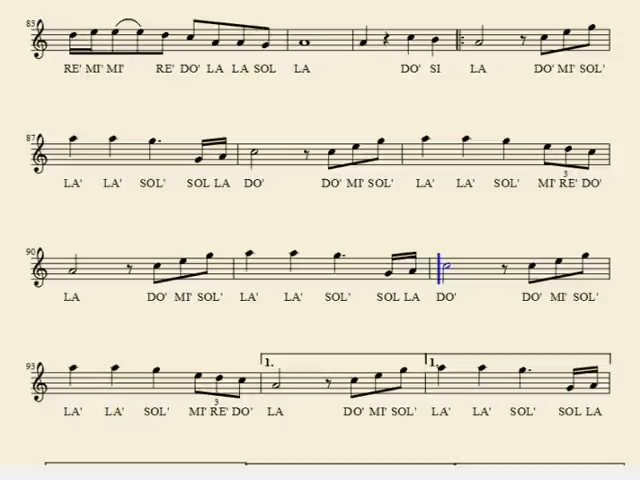 83
RE' MI' MI' RE' DO' LA LA SOL LA DO' SI LA DO' MI' SOL'
87
LA' LA' SOL' SOL LA DO' DO' MI' SOL' LA' LA' SOL' MI' RE' DO'
3
90
LA DO' MI' SOL' LA' LA' SOL' SOL LA DO' DO' MI' SOL'
93
1. 1.
3
LA' LA' SOL' MI' RE' DO' LA DO' MI' SOL' LA' LA' SOL' SOL LA